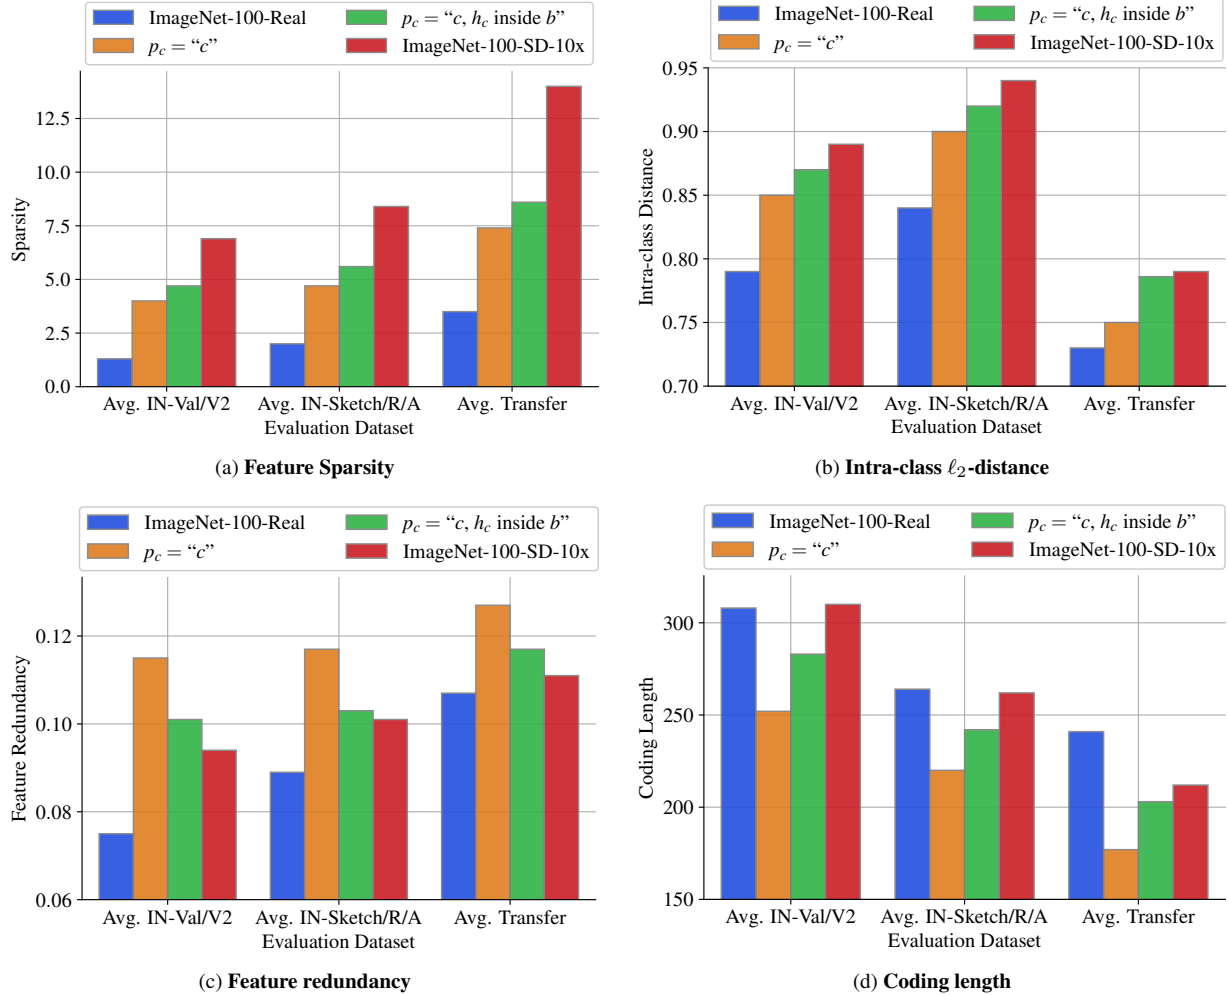 ImageNet-100-Real
p_c = “c”
p_c = “c, h_c inside b”
ImageNet-100-SD-10x
Sparsity
12.5
10.0
7.5
5.0
2.5
0.0
Avg. IN-Val/V2 Avg. IN-Sketch/R/A Avg. Transfer
Evaluation Dataset
(a) Feature Sparsity
ImageNet-100-Real
p_c = “c”
p_c = “c, h_c inside b”
ImageNet-100-SD-10x
Intra-class Distance
0.95
0.90
0.85
0.80
0.75
0.70
Avg. IN-Val/V2 Avg. IN-Sketch/R/A Avg. Transfer
Evaluation Dataset
(b) Intra-class ℓ₂-distance
ImageNet-100-Real
p_c = “c”
p_c = “c, h_c inside b”
ImageNet-100-SD-10x
Feature Redundancy
0.12
0.10
0.08
0.06
Avg. IN-Val/V2 Avg. IN-Sketch/R/A Avg. Transfer
Evaluation Dataset
(c) Feature redundancy
ImageNet-100-Real
p_c = “c”
p_c = “c, h_c inside b”
ImageNet-100-SD-10x
Coding Length
300
250
200
150
Avg. IN-Val/V2 Avg. IN-Sketch/R/A Avg. Transfer
Evaluation Dataset
(d) Coding length